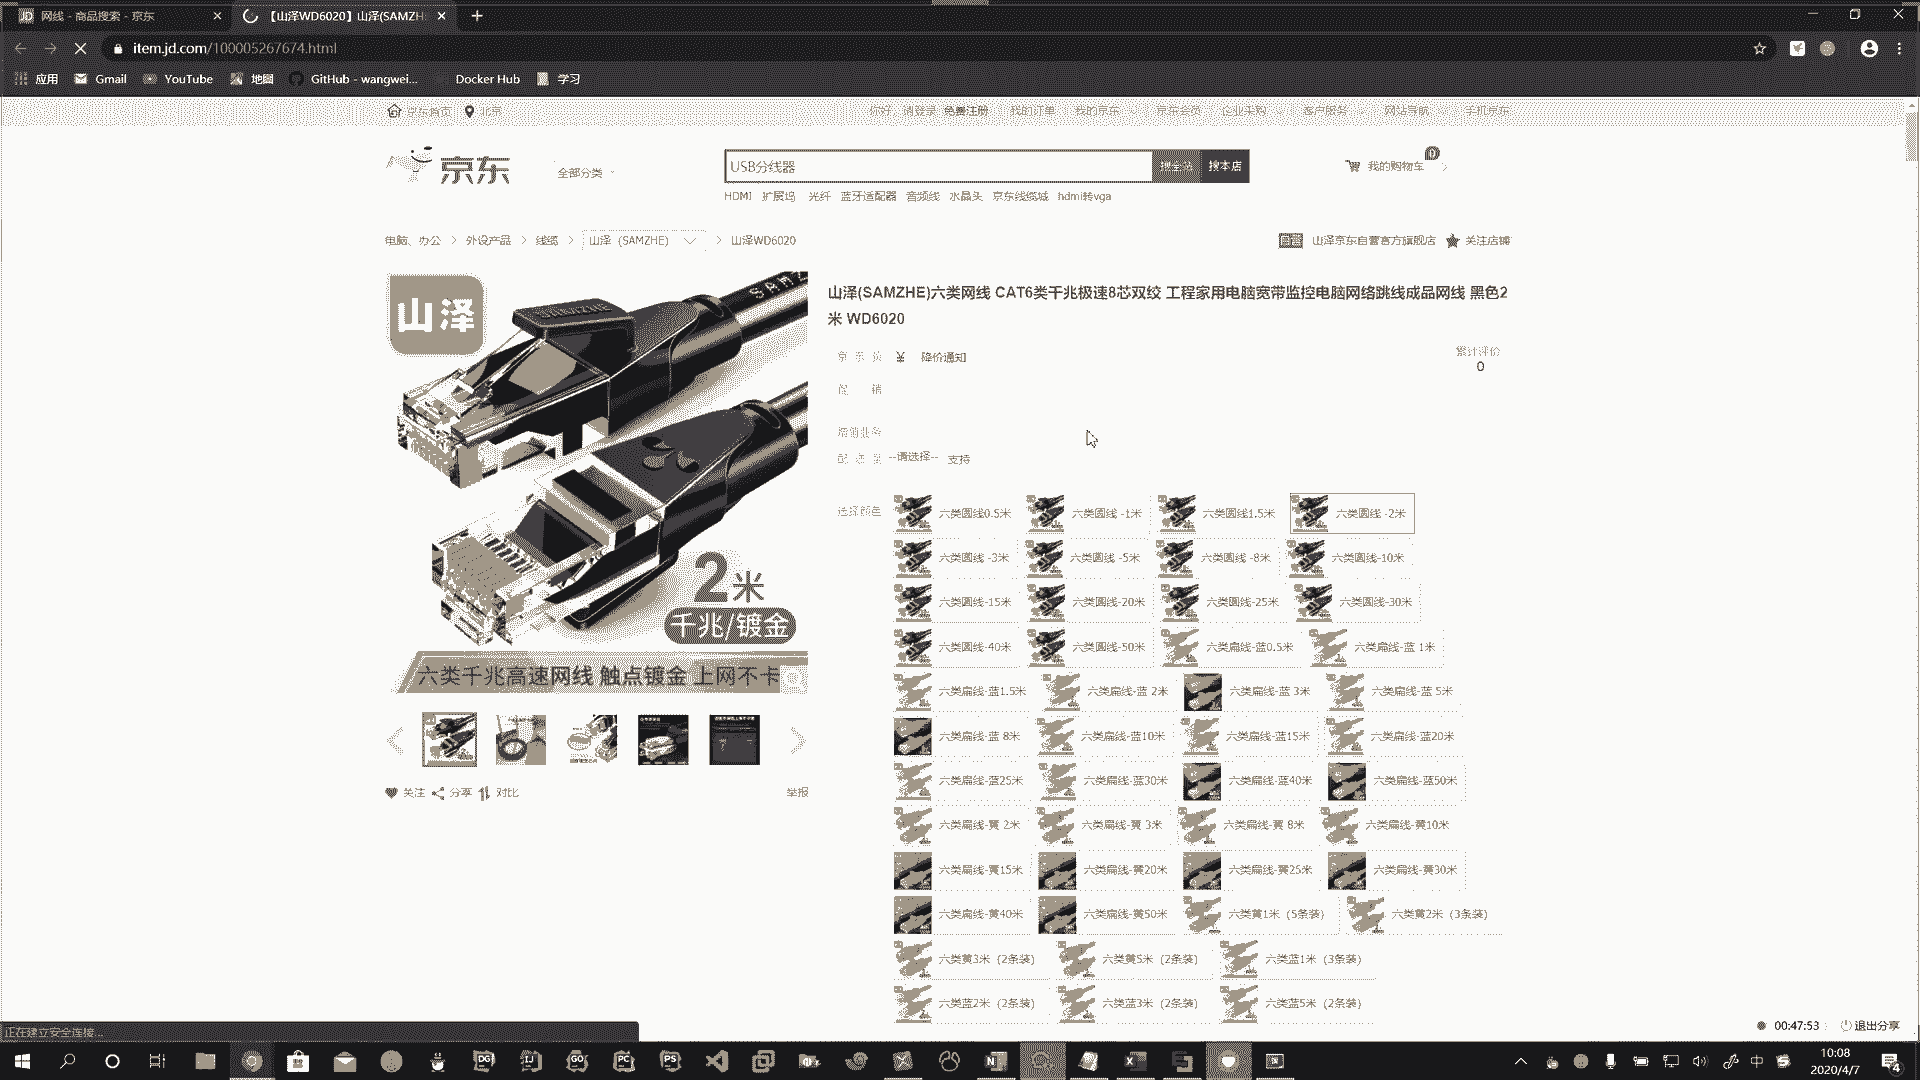 网线 - 商品搜索 - 京东
【山泽WD6020】山泽(SAMZH
item.jd.com/100005267674.html
应用 Gmail YouTube 地图 GitHub - wangwei... Docker Hub 学习
京东首页 北京 你好，请登录 免费注册 我的订单 我的京东 京东会员 企业采购 客户服务 网站导航 手机京东
京东
全部分类
USB分线器 搜全站 搜本店
我的购物车 0
HDMI 扩展坞 光纤 蓝牙适配器 音频线 水晶头 京东线缆城 hdmi转vga
电脑、办公 > 外设产品 > 线缆 > 山泽（SAMZHE） > 山泽WD6020
自营 山泽京东自营官方旗舰店 关注店铺
山泽
SAMZHE
山泽(SAMZHE)六类网线 CAT6类千兆极速8芯双绞 工程家用电脑宽带监控电脑网络跳线成品网线 黑色2
米 WD6020
京 东 价 ￥ 降价通知
累计评价
0
促 销
增值业务
配 送 至 --请选择-- 支持
选择颜色 六类圆线0.5米 六类圆线 -1米 六类圆线1.5米 六类圆线 -2米
六类圆线 -3米 六类圆线 -5米 六类圆线 -8米 六类圆线-10米
六类圆线-15米 六类圆线-20米 六类圆线-25米 六类圆线-30米
六类圆线-40米 六类圆线-50米 六类扁线-蓝0.5米 六类扁线-蓝 1米
六类扁线-蓝1.5米 六类扁线-蓝 2米 六类扁线-蓝 3米 六类扁线-蓝 5米
六类扁线-蓝 8米 六类扁线-蓝10米 六类扁线-蓝15米 六类扁线-蓝20米
六类扁线-蓝25米 六类扁线-蓝30米 六类扁线-蓝40米 六类扁线-蓝50米
六类扁线-黄 2米 六类扁线-黄 3米 六类扁线-黄 8米 六类扁线-黄10米
六类扁线-黄15米 六类扁线-黄20米 六类扁线-黄25米 六类扁线-黄30米
六类扁线-黄40米 六类扁线-黄50米 六类黄1米（5条装） 六类黄2米（3条装）
六类黄3米（2条装） 六类黄5米（2条装） 六类蓝1米（3条装）
六类蓝2米（2条装） 六类蓝3米（2条装） 六类蓝5米（2条装）
2米
千兆/镀金
六类千兆高速网线 触点镀金 上网不卡
关注 分享 对比 举报
正在建立安全连接...
00:47:53 退出分享
中
10:08
2020/4/7
4